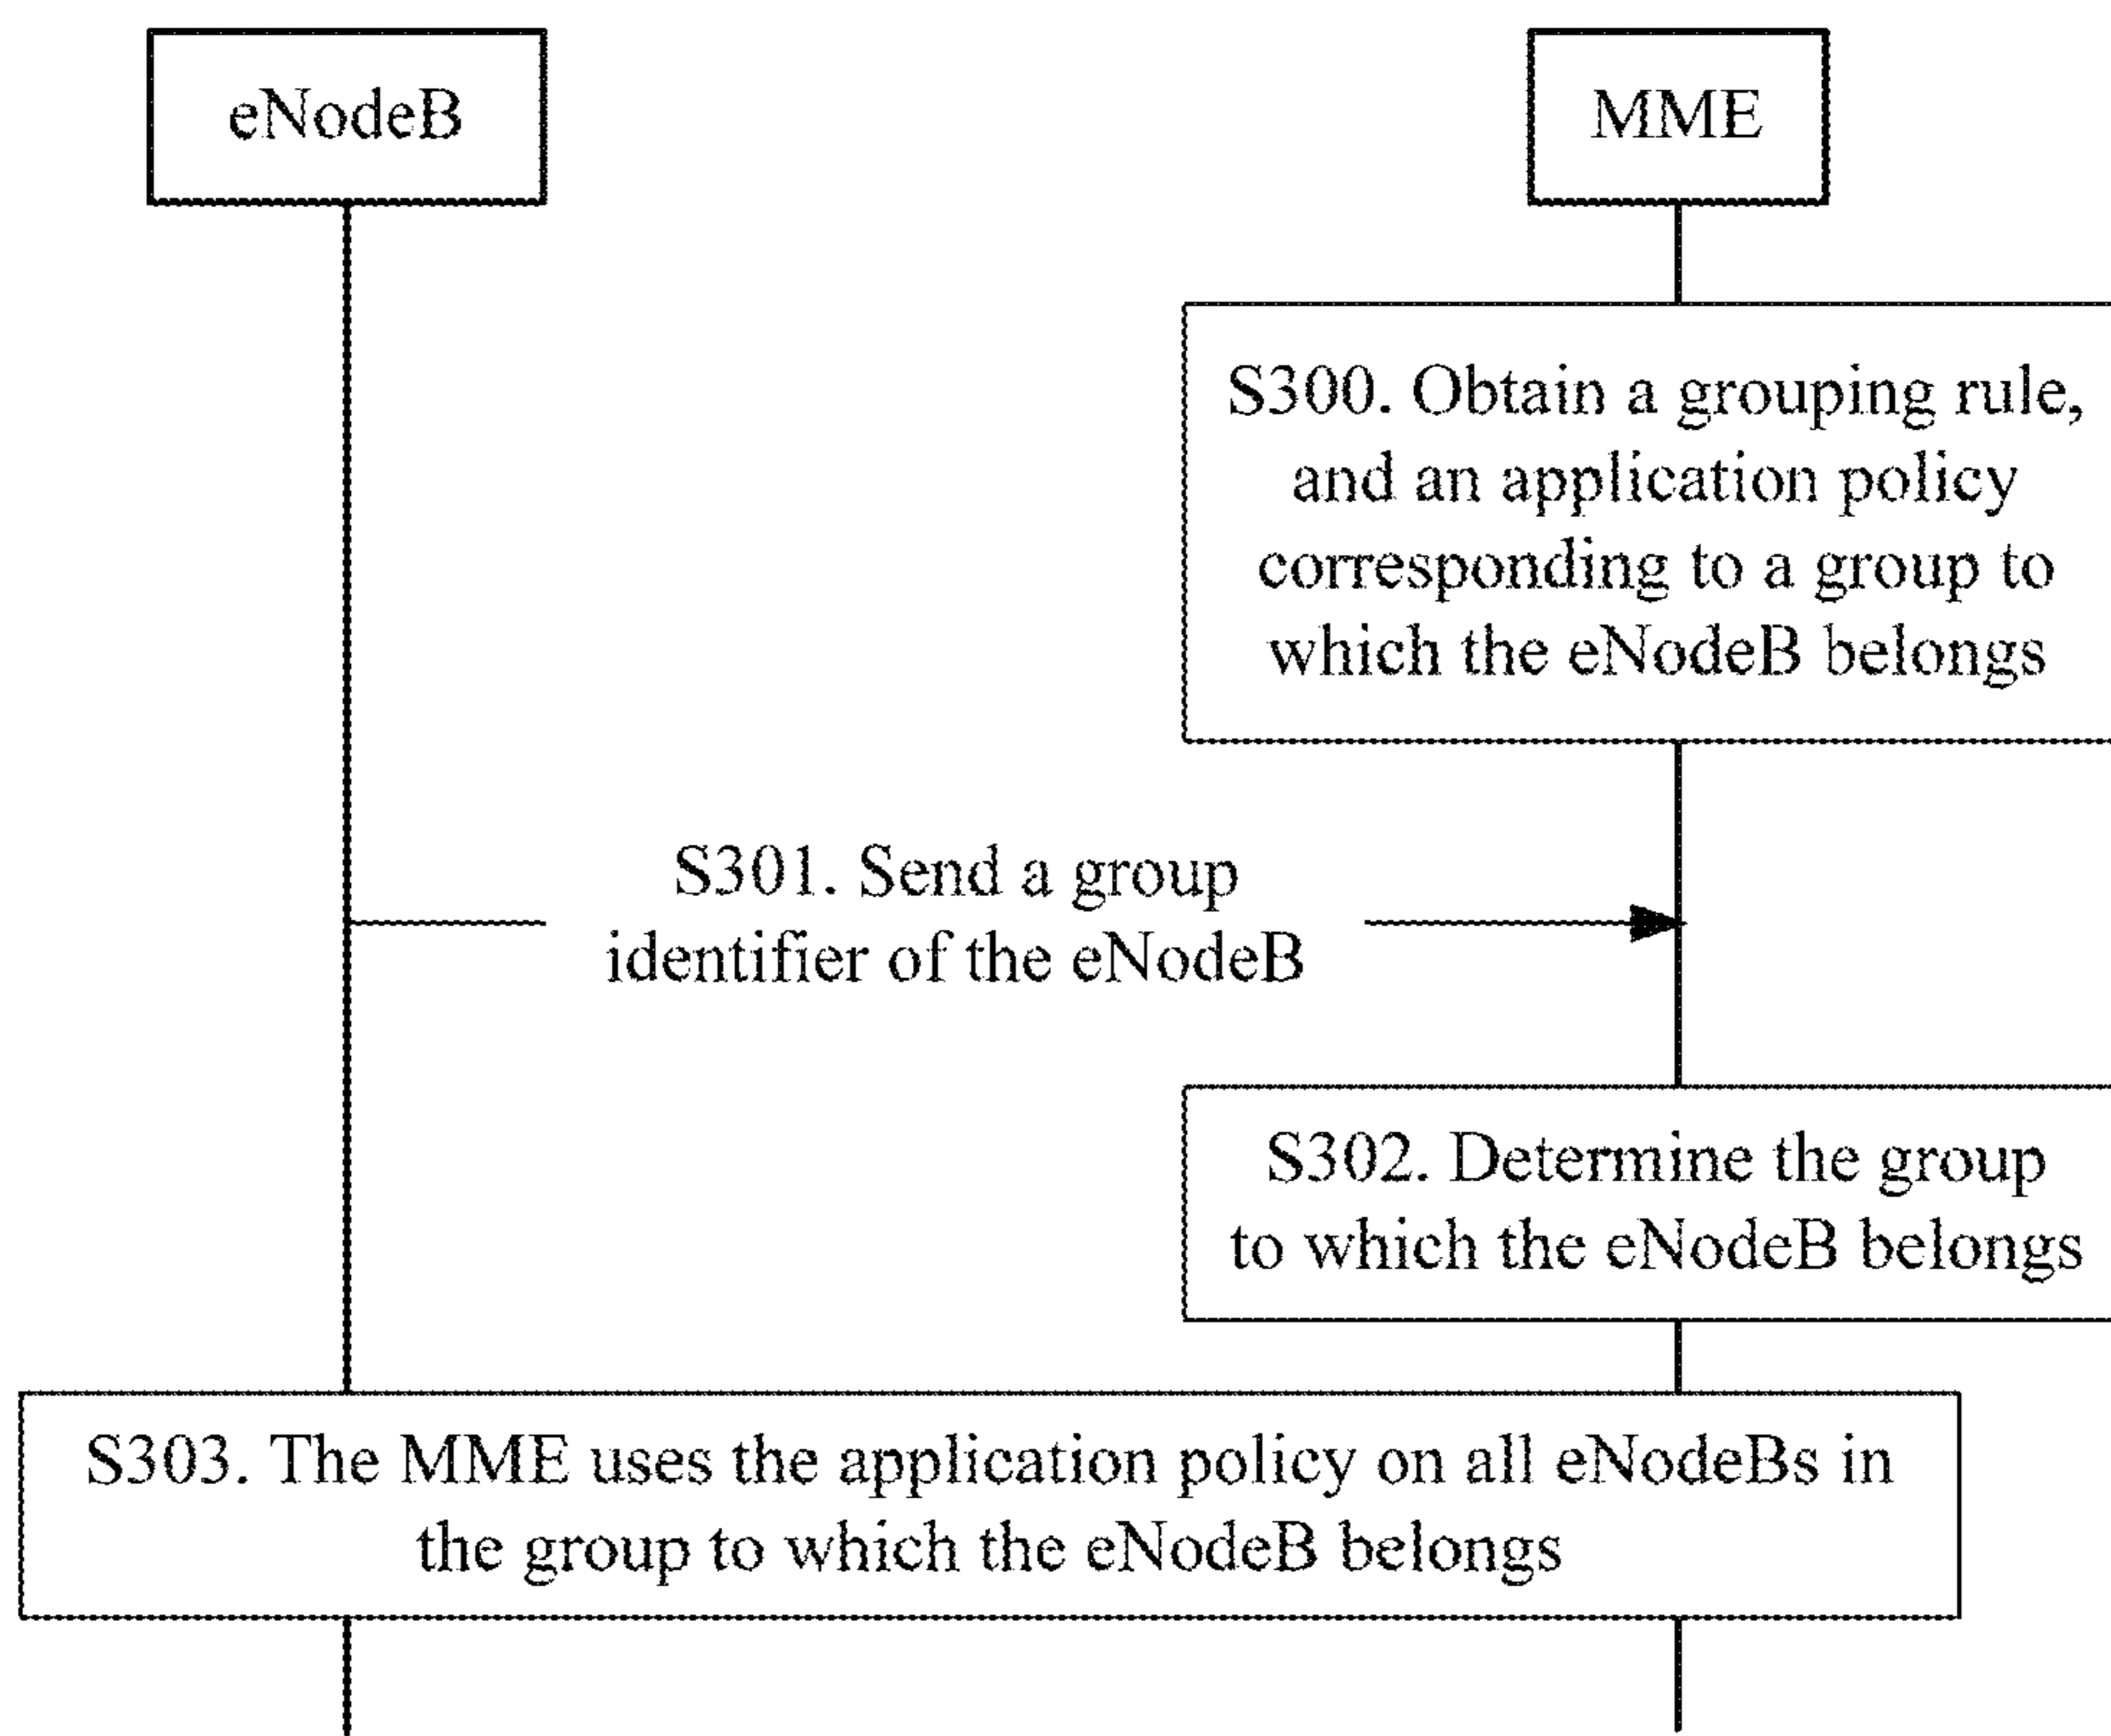 eNodeB
MME
S300. Obtain a grouping rule,
and an application policy
corresponding to a group to
which the eNodeB belongs
S301. Send a group
identifier of the eNodeB
S302. Determine the group
to which the eNodeB belongs
S303. The MME uses the application policy on all eNodeBs in
the group to which the eNodeB belongs